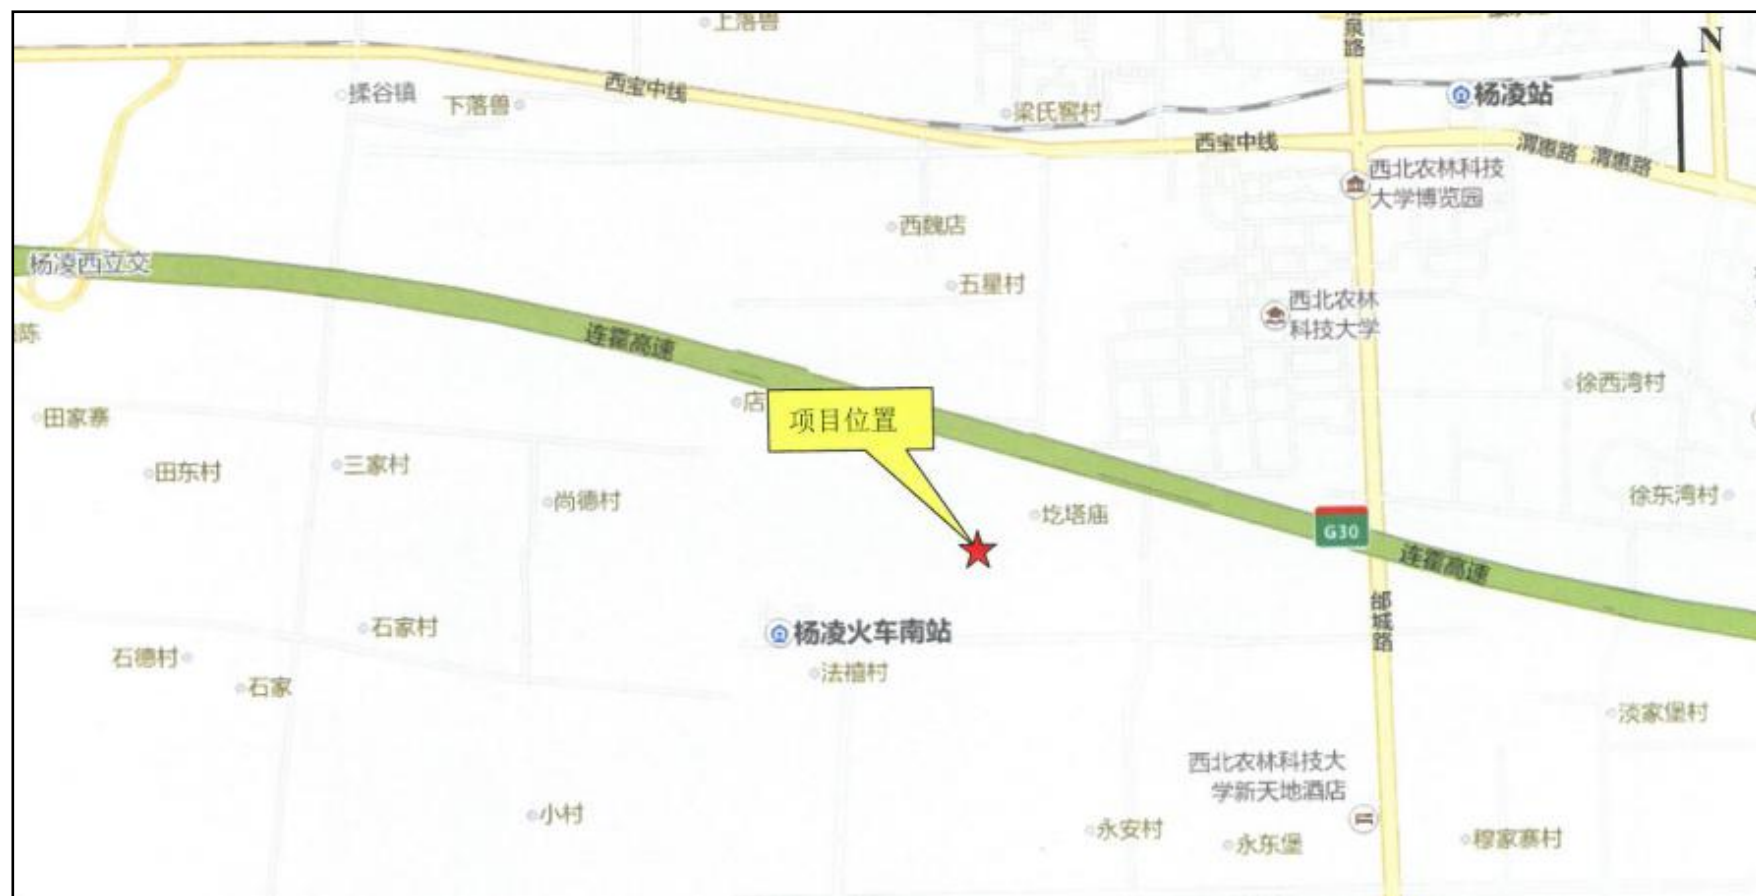 上落兽
N
揉谷镇
下落兽
西宝中线
梁氏窖村
杨凌站
西宝中线
渭惠路
渭惠路
西北农林科技
大学博览园
泉路
西魏店
杨凌西立交
五星村
西北农林
科技大学
连霍高速
陈
徐西湾村
田家寨
店
项目位置
田东村
三家村
尚德村
圪塔庙
徐东湾村
G30
连霍高速
邰城路
杨凌火车南站
石家村
石德村
法禧村
石家
淡家堡村
西北农林科技大
学新天地酒店
小村
永安村
永东堡
穆家寨村